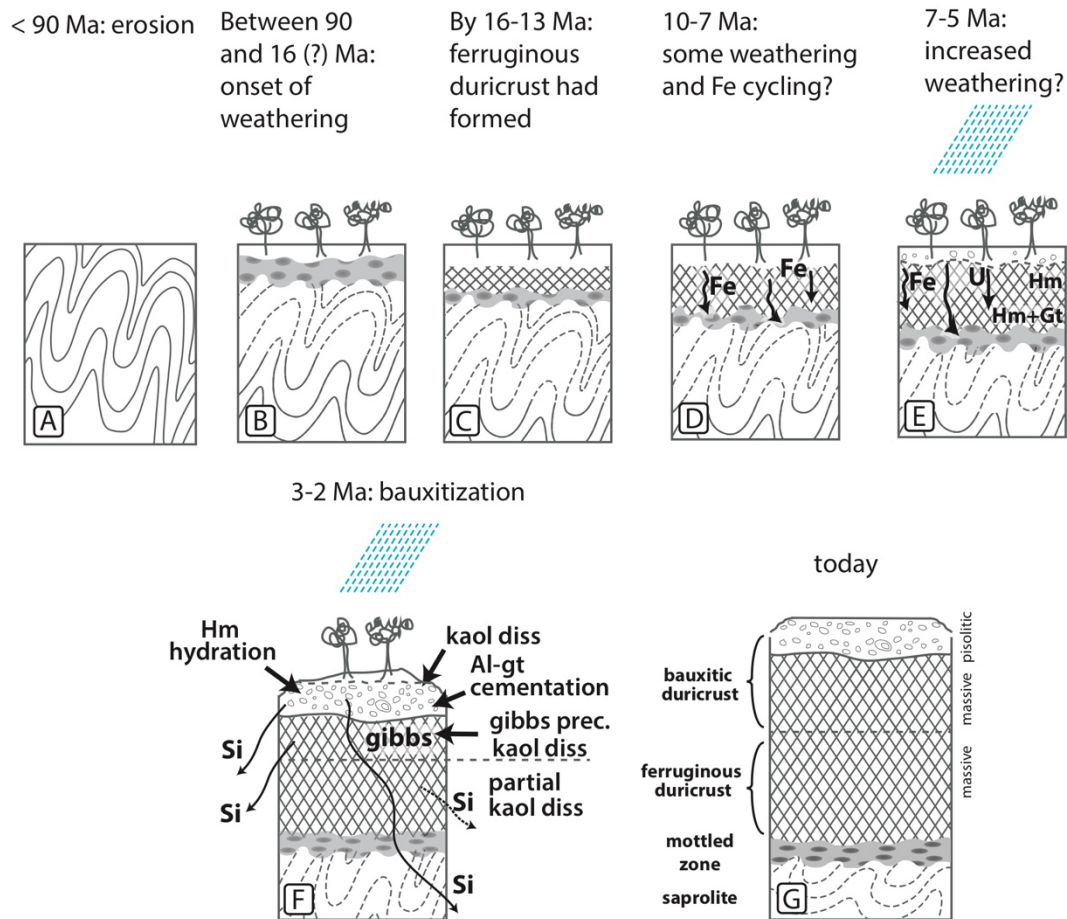 < 90 Ma: erosion
Between 90
and 16 (?) Ma:
onset of
weathering
By 16-13 Ma:
ferruginous
duricrust had
formed
10-7 Ma:
some weathering
and Fe cycling?
7-5 Ma:
increased
weathering?
A
B
C
Fe
Fe
D
Fe
U
Hm
Hm+Gt
E
3-2 Ma: bauxitization
Hm
hydration
kaol diss
Al-gt
cementation
gibbs
gibbs prec.
kaol diss
Si
Si
Si
partial
kaol diss
Si
F
today
pisolitic
massive
massive
bauxitic
duricrust
ferruginous
duricrust
mottled
zone
saprolite
G